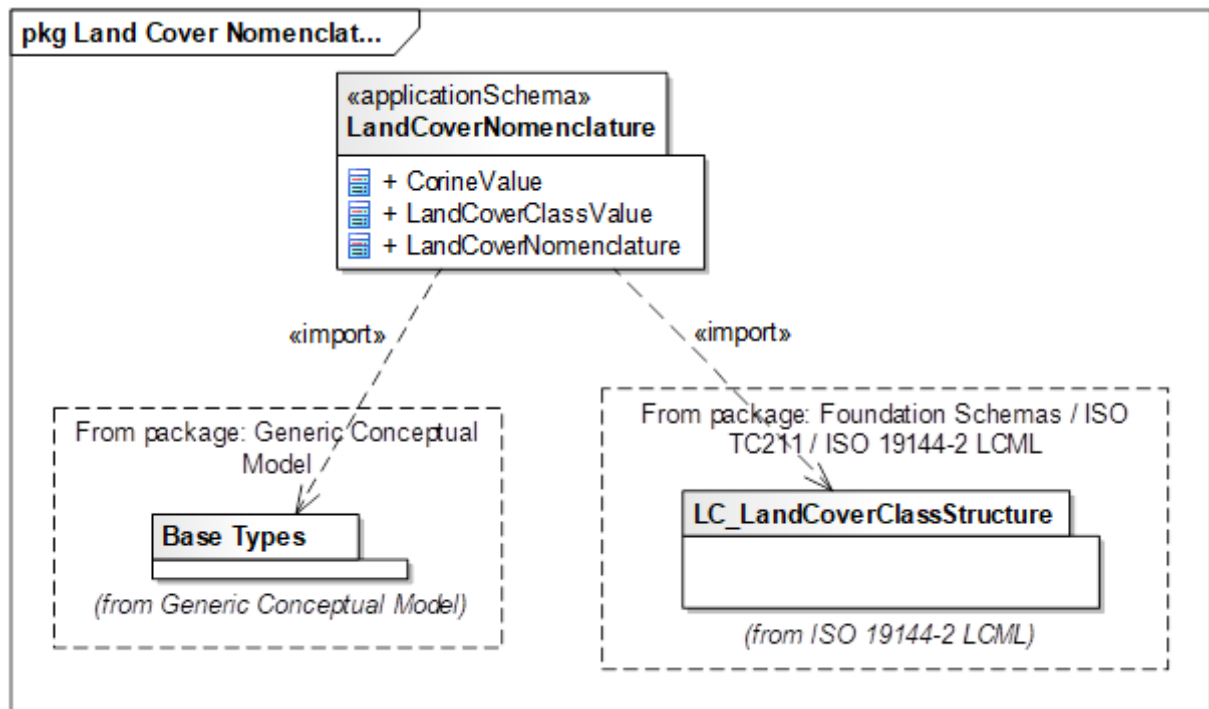 pkg Land Cover Nomenclat...
«applicationSchema»
LandCoverNomenclature
+ CorineValue
+ LandCoverClassValue
+ LandCoverNomenclature
«import»
«import»
From package: Generic Conceptual
Model
Base Types
(from Generic Conceptual Model)
From package: Foundation Schemas / ISO
TC211 / ISO 19144-2 LCML
LC_LandCoverClassStructure
(from ISO 19144-2 LCML)